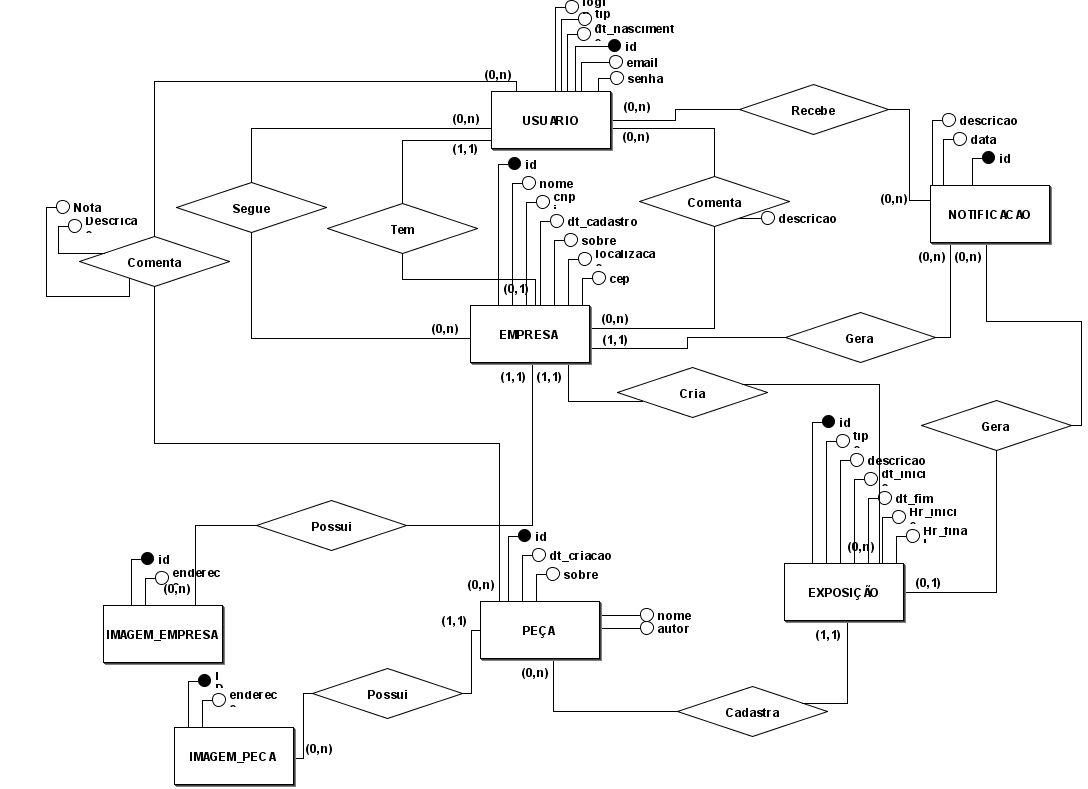 tip
dt_nasciment
id
email
(0,n)
senha
(0,n)
(0,n)
USUARIO
Recebe
descricao
(0,n)
(1,1)
data
id
id
nome
(0,n)
Nota
Segue
Comenta
NOTIFICACAO
descricao
dt_cadastro
Tem
sobre
(0,n)
(0,n)
localizaca
Comenta
cep
(0,1)
(0,n)
(0,n)
EMPRESA
(1,1)
Gera
(1,1)
(1,1)
Cria
id
Gera
tip
descricao
dt_inici
dt_fim
Hr_inici
Possui
Hr_fina
id
(0,n)
id
dt_criacao
enderec
sobre
(0,n)
(0,n)
(0,1)
EXPOSIÇÃO
nome
(1,1)
autor
IMAGEM_EMPRESA
PEÇA
(1,1)
(0,n)
enderec
Possui
Cadastra
(0,n)
IMAGEM_PECA